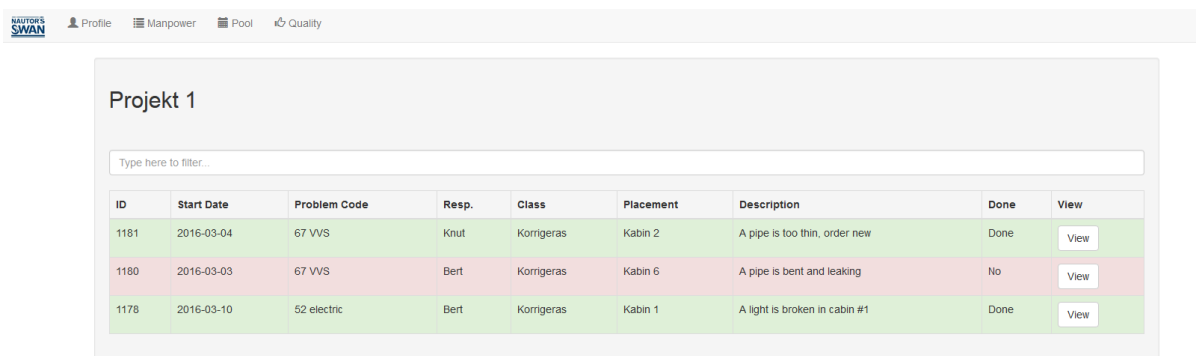 NAUTOR'S
SWAN
Profile Manpower Pool Quality
Projekt 1
Type here to filter...
ID Start Date Problem Code Resp. Class Placement Description Done View
1181 2016-03-04 67 VVS Knut Korrigeras Kabin 2 A pipe is too thin, order new Done View
1180 2016-03-03 67 VVS Bert Korrigeras Kabin 6 A pipe is bent and leaking No View
1178 2016-03-10 52 electric Bert Korrigeras Kabin 1 A light is broken in cabin #1 Done View